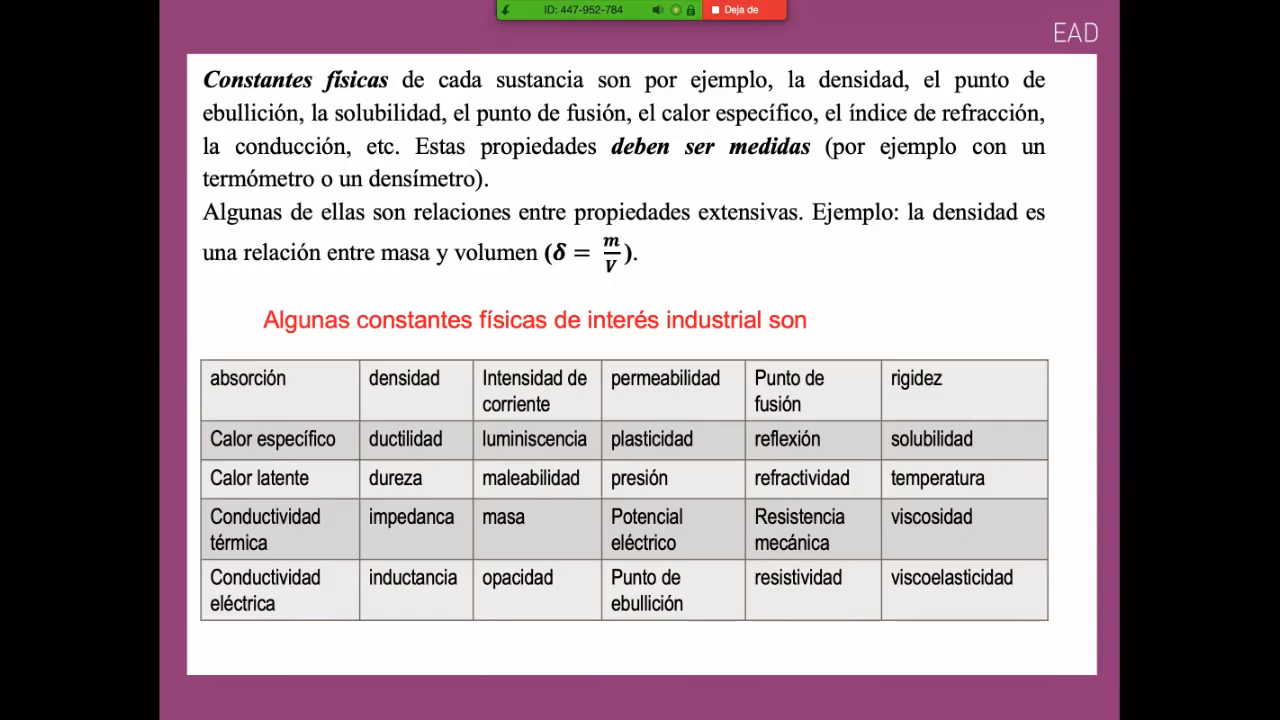 ID: 447-952-784
Deja de
EAD
Constantes físicas de cada sustancia son por ejemplo, la densidad, el punto de
ebullición, la solubilidad, el punto de fusión, el calor específico, el índice de refracción,
la conducción, etc. Estas propiedades deben ser medidas (por ejemplo con un
termómetro o un densímetro).
Algunas de ellas son relaciones entre propiedades extensivas. Ejemplo: la densidad es
una relación entre masa y volumen (δ = m/V).
Algunas constantes físicas de interés industrial son
absorción densidad Intensidad de corriente permeabilidad Punto de fusión rigidez
Calor específico ductilidad luminiscencia plasticidad reflexión solubilidad
Calor latente dureza maleabilidad presión refractividad temperatura
Conductividad térmica impedanca masa Potencial eléctrico Resistencia mecánica viscosidad
Conductividad eléctrica inductancia opacidad Punto de ebullición resistividad viscoelasticidad